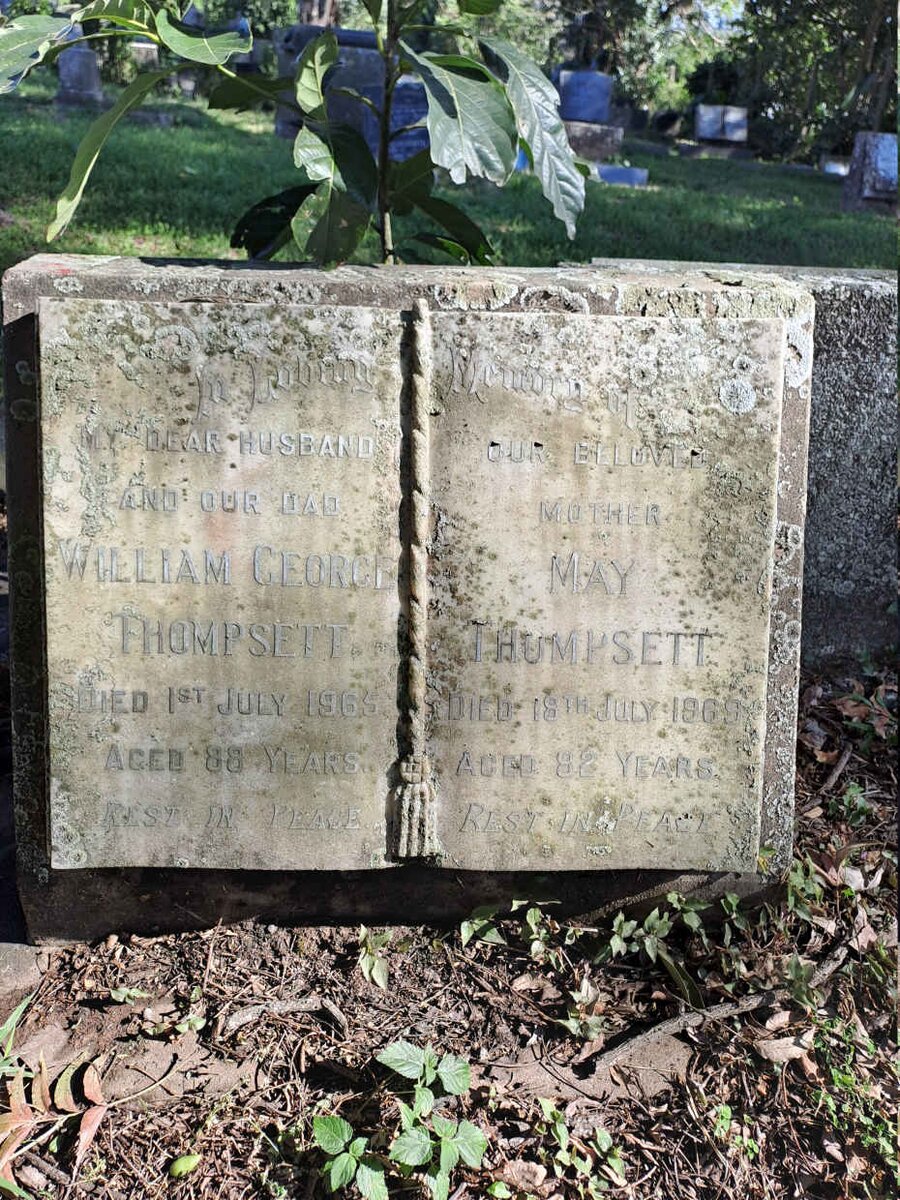 In Loving Memory of
MY DEAR HUSBAND
AND OUR DAD
WILLIAM GEORGE
THOMPSETT
DIED 1ST JULY 1965
AGED 88 YEARS
REST IN PEACE
OUR BELOVED
MOTHER
MAY
THOMPSETT
DIED 18TH JULY 1969
AGED 82 YEARS
REST IN PEACE